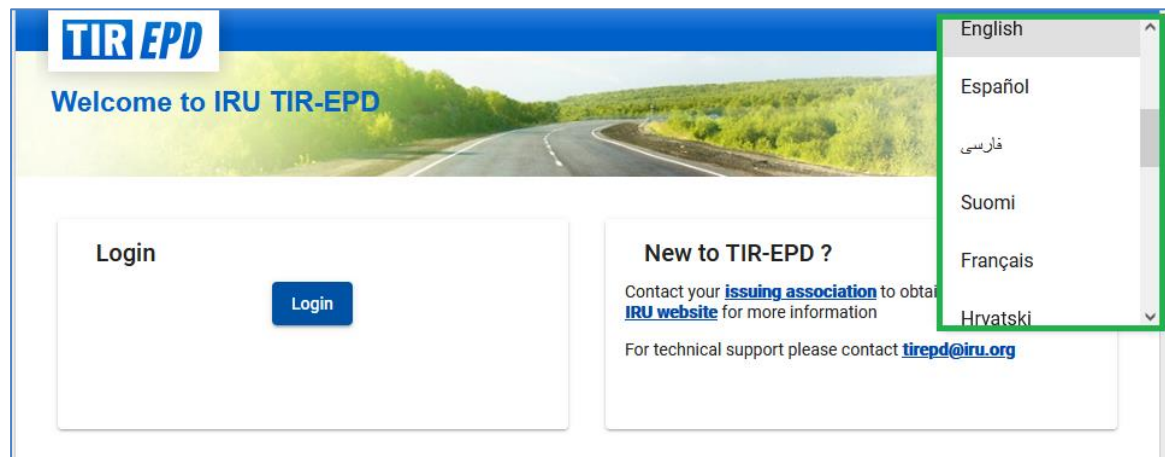 TIR EPD
Welcome to IRU TIR-EPD
English
Español
فارسی
Suomi
Français
Hrvatski
Login
Login
New to TIR-EPD ?
Contact your issuing association to obtai
IRU website for more information
For technical support please contact tirepd@iru.org